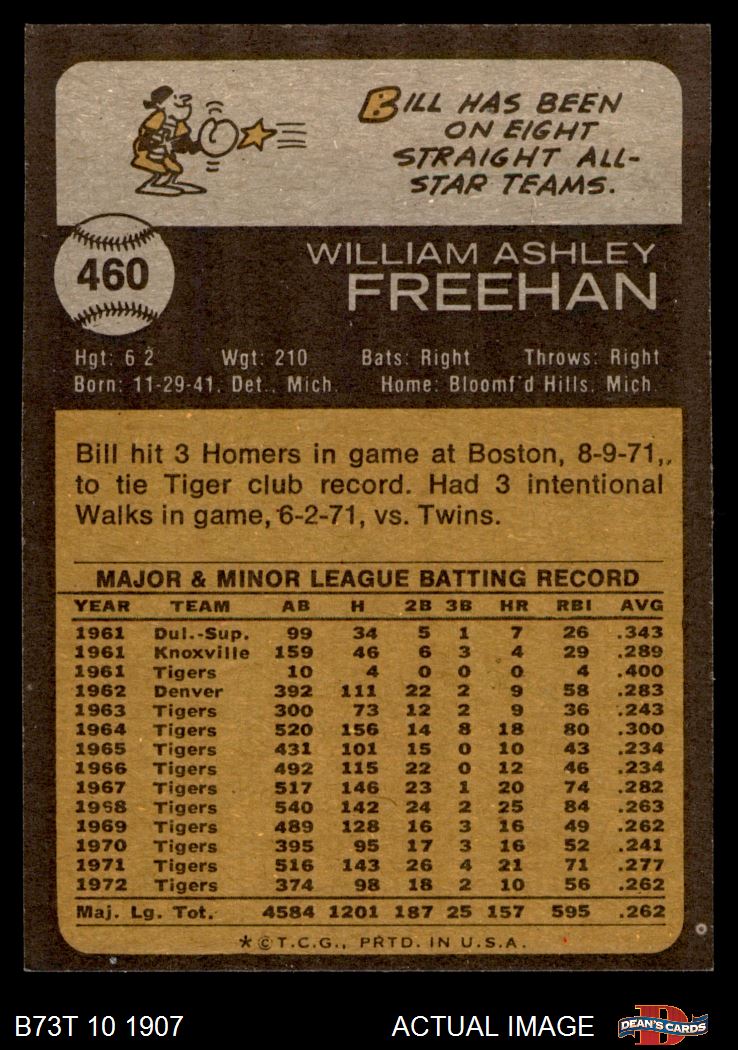 BILL HAS BEEN
ON EIGHT
STRAIGHT ALL-
STAR TEAMS.
460
WILLIAM ASHLEY
FREEHAN
Hgt: 6 2 Wgt: 210 Bats: Right Throws: Right
Born: 11-29-41, Det., Mich. Home: Bloomf'd Hills, Mich.
Bill hit 3 Homers in game at Boston, 8-9-71,
to tie Tiger club record. Had 3 intentional
Walks in game, 6-2-71, vs. Twins.
MAJOR & MINOR LEAGUE BATTING RECORD
YEAR TEAM AB H 2B 3B HR RBI AVG
1961 Dul.-Sup. 99 34 5 1 7 26 .343
1961 Knoxville 159 46 6 3 4 29 .289
1961 Tigers 10 4 0 0 0 4 .400
1962 Denver 392 111 22 2 9 58 .283
1963 Tigers 300 73 12 2 9 36 .243
1964 Tigers 520 156 14 8 18 80 .300
1965 Tigers 431 101 15 0 10 43 .234
1966 Tigers 492 115 22 0 12 46 .234
1967 Tigers 517 146 23 1 20 74 .282
1968 Tigers 540 142 24 2 25 84 .263
1969 Tigers 489 128 16 3 16 49 .262
1970 Tigers 395 95 17 3 16 52 .241
1971 Tigers 516 143 26 4 21 71 .277
1972 Tigers 374 98 18 2 10 56 .262
Maj. Lg. Tot. 4584 1201 187 25 157 595 .262
*©T.C.G., PRTD. IN U.S.A.
B73T 10 1907 ACTUAL IMAGE D DEAN'S CARDS